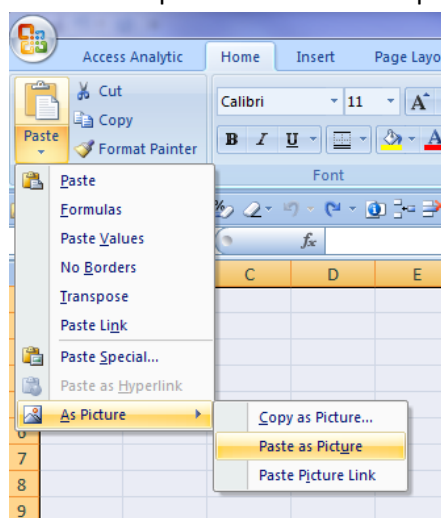 Access Analytic Home Insert Page Layo
Cut
Calibri 11 A
Copy
Paste
Format Painter
B I U A
Font
Paste
Formulas
%
Paste Values
fx
No Borders
C D E
Transpose
Paste Link
Paste Special...
Paste as Hyperlink
As Picture
Copy as Picture...
6
Paste as Picture
7
Paste Picture Link
8
9